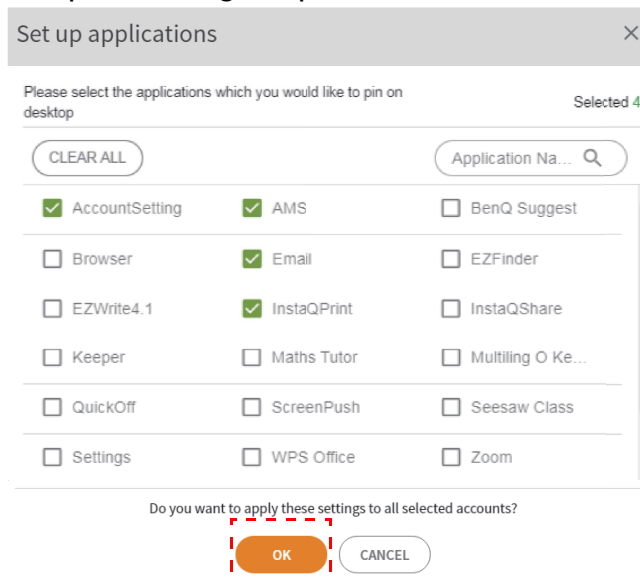 Set up applications
Please select the applications which you would like to pin on
desktop
Selected 4
CLEAR ALL
Application Na...
AccountSetting AMS BenQ Suggest
Browser Email EZFinder
EZWrite4.1 InstaQPrint InstaQShare
Keeper Maths Tutor Multiling O Ke...
QuickOff ScreenPush Seesaw Class
Settings WPS Office Zoom
Do you want to apply these settings to all selected accounts?
OK CANCEL